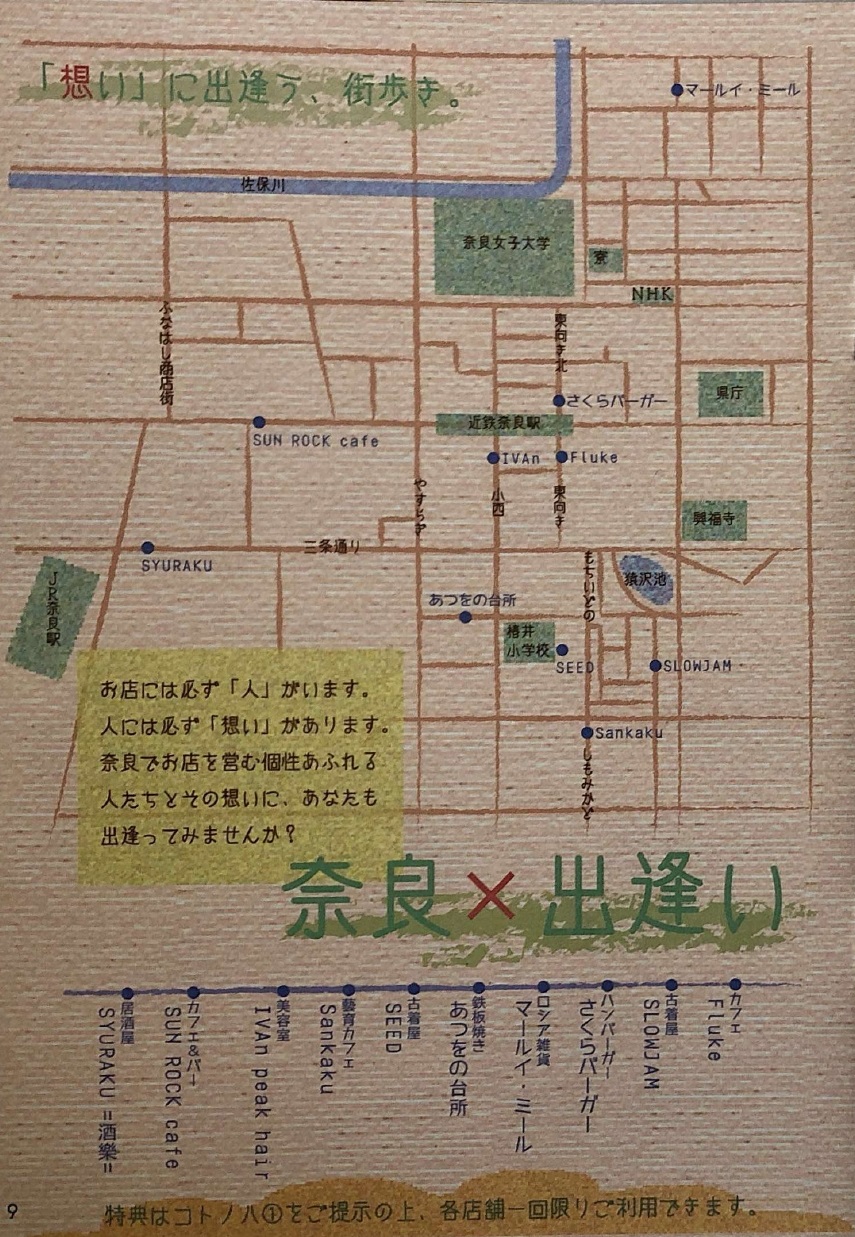 「想い」に出逢う、街歩き。
マールイ・ミール
佐保川
奈良女子大学
寮
NHK
ふなはし商店街
東向き北
県庁
さくらバーガー
近鉄奈良駅
SUN ROCK cafe
IVAn
Fluke
やすらぎ
小西
東向き
興福寺
三条通り
SYURAKU
もちいどの
猿沢池
JR奈良駅
あつをの台所
椿井
小学校
SEED
SLOWJAM
Sankaku
しもみかど
お店には必ず「人」がいます。
人には必ず「想い」があります。
奈良でお店を営む個性あふれる
人たちとその想いに、あなたも
出逢ってみませんか?
奈良×出逢い
カフェ
Fluke
古着屋
SLOWJAM
ハンバーガー
さくらバーガー
ロシア雑貨
マールイ・ミール
鉄板焼き
あつをの台所
古着屋
SEED
藝育カフェ
Sankaku
美容室
IVAn peak hair
カフェ&バー
SUN ROCK cafe
居酒屋
SYURAKU =酒樂=
特典はコトノハ①をご提示の上、各店舗一回限りご利用できます。
9